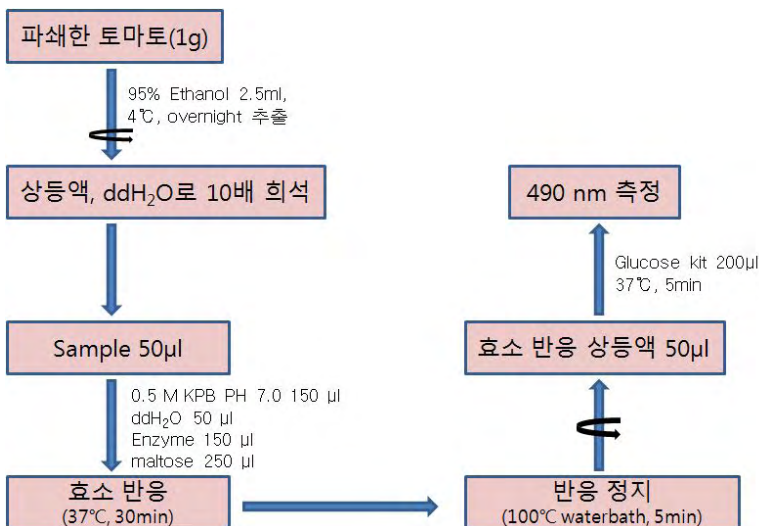 파쇄한 토마토(1g)
95% Ethanol 2.5ml,
4℃, overnight 추출
상등액, ddH₂O로 10배 희석
Sample 50µl
0.5 M KPB PH 7.0 150 µl
ddH₂O 50 µl
Enzyme 150 µl
maltose 250 µl
효소 반응
(37℃, 30min)
반응 정지
(100℃ waterbath, 5min)
효소 반응 상등액 50µl
Glucose kit 200µl
37℃, 5min
490 nm 측정